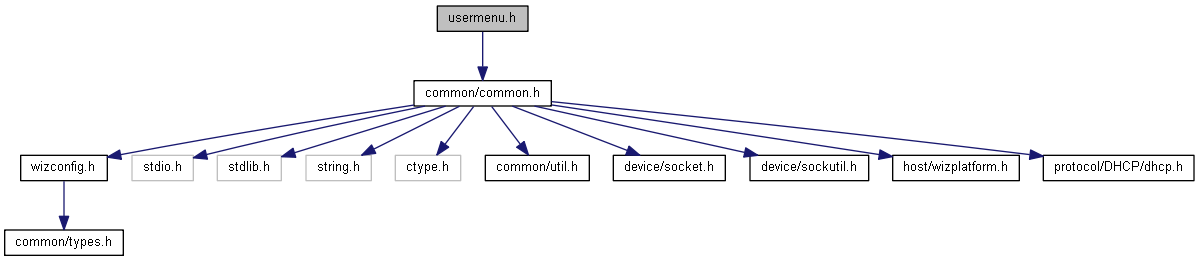 usermenu.h
common/common.h
wizconfig.h
stdio.h
stdlib.h
string.h
ctype.h
common/util.h
device/socket.h
device/sockutil.h
host/wizplatform.h
protocol/DHCP/dhcp.h
common/types.h